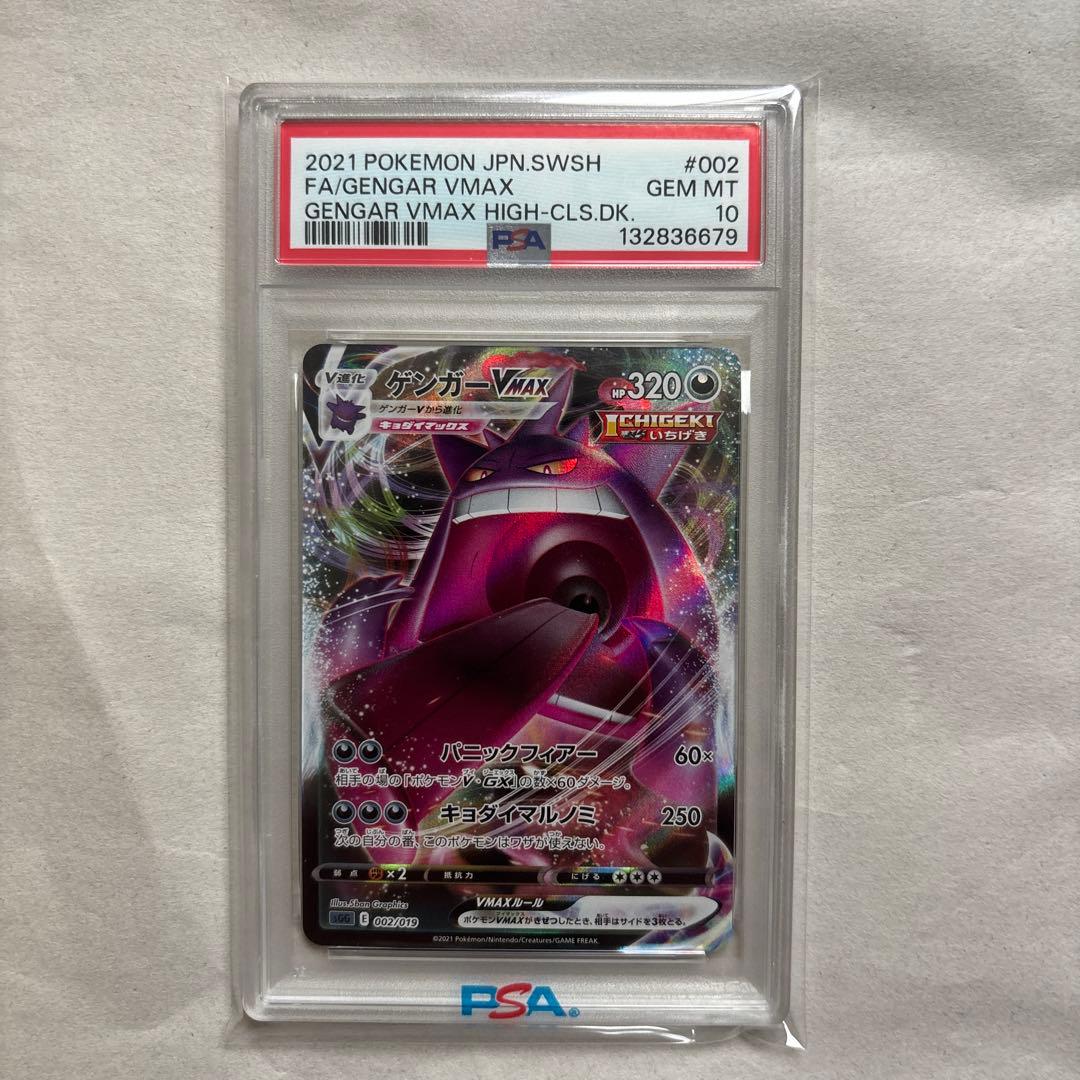 2021 POKEMON JPN.SWSH #002
FA/GENGAR VMAX GEM MT
GENGAR VMAX HIGH-CLS.DK. 10
PSA 132836679
V進化 ゲンガーVMAX HP320
ゲンガーVから進化
キョダイマックス
ICHIGEKI
いちげき
パニックフィアー 60×
相手の場の「ポケモンV・GX」の数×60ダメージ。
キョダイマルノミ 250
次の自分の番、このポケモンはワザが使えない。
弱点 ×2 抵抗力 にげる
Illus. 5ban Graphics
VMAXルール
sGG E 002/019
ポケモンVMAXがきぜつしたとき、相手はサイドを3枚とる。
©2021 Pokémon/Nintendo/Creatures/GAME FREAK.
PSA®